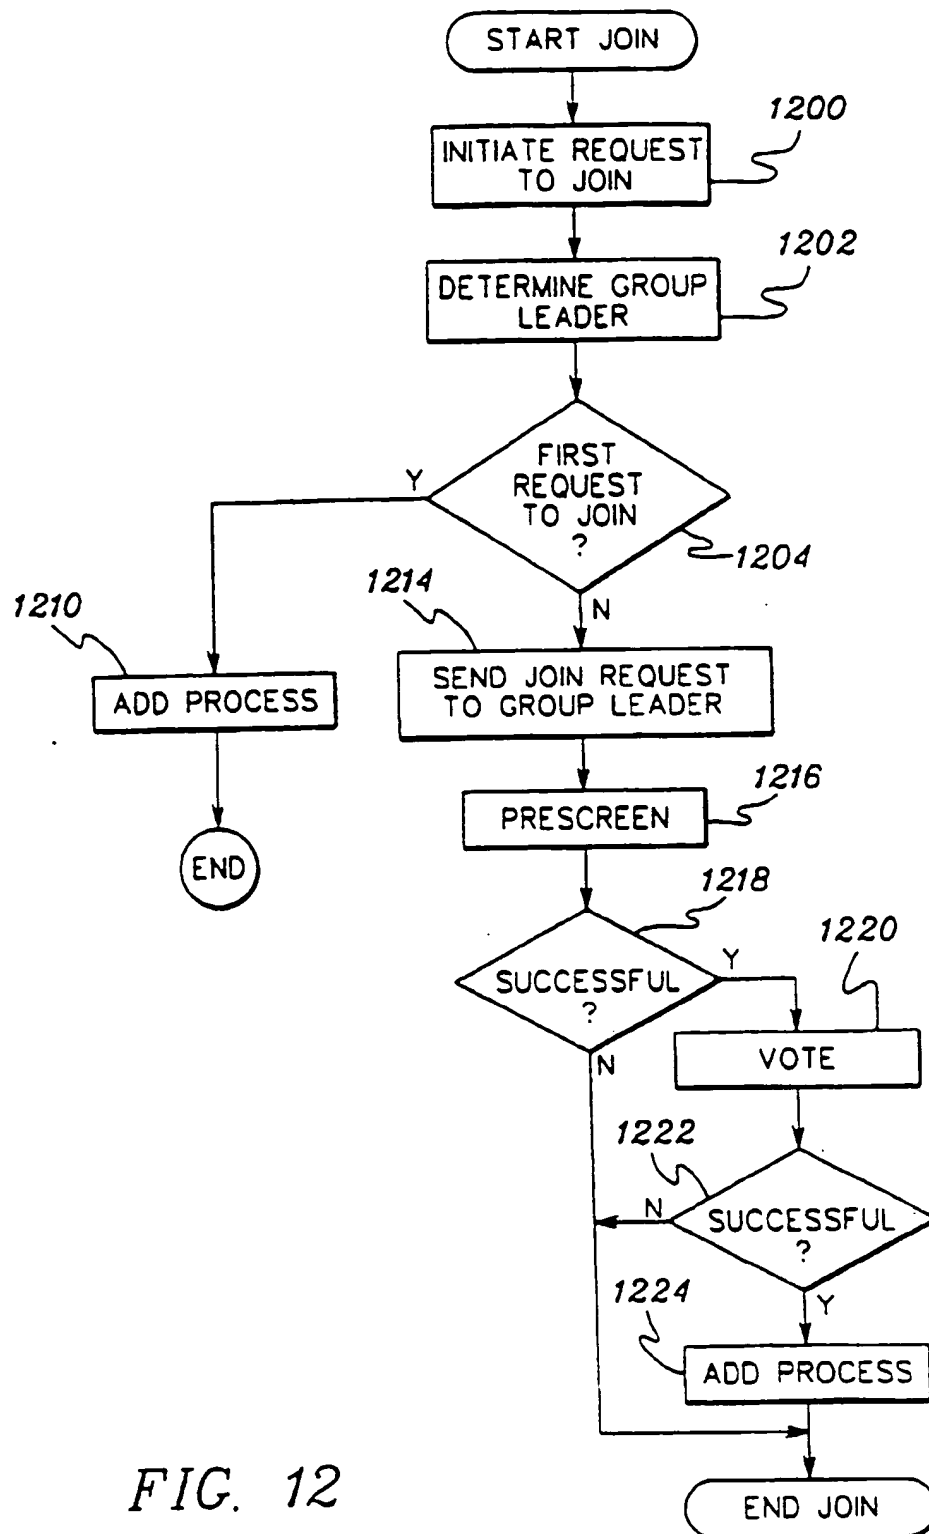 START JOIN
1200
INITIATE REQUEST
TO JOIN
1202
DETERMINE GROUP
LEADER
FIRST
REQUEST
TO JOIN
?
Y
1204
N
1214
1210
SEND JOIN REQUEST
TO GROUP LEADER
ADD PROCESS
1216
PRESCREEN
END
1218
SUCCESSFUL
?
Y
N
1220
VOTE
1222
N
SUCCESSFUL
?
Y
1224
ADD PROCESS
END JOIN
FIG. 12